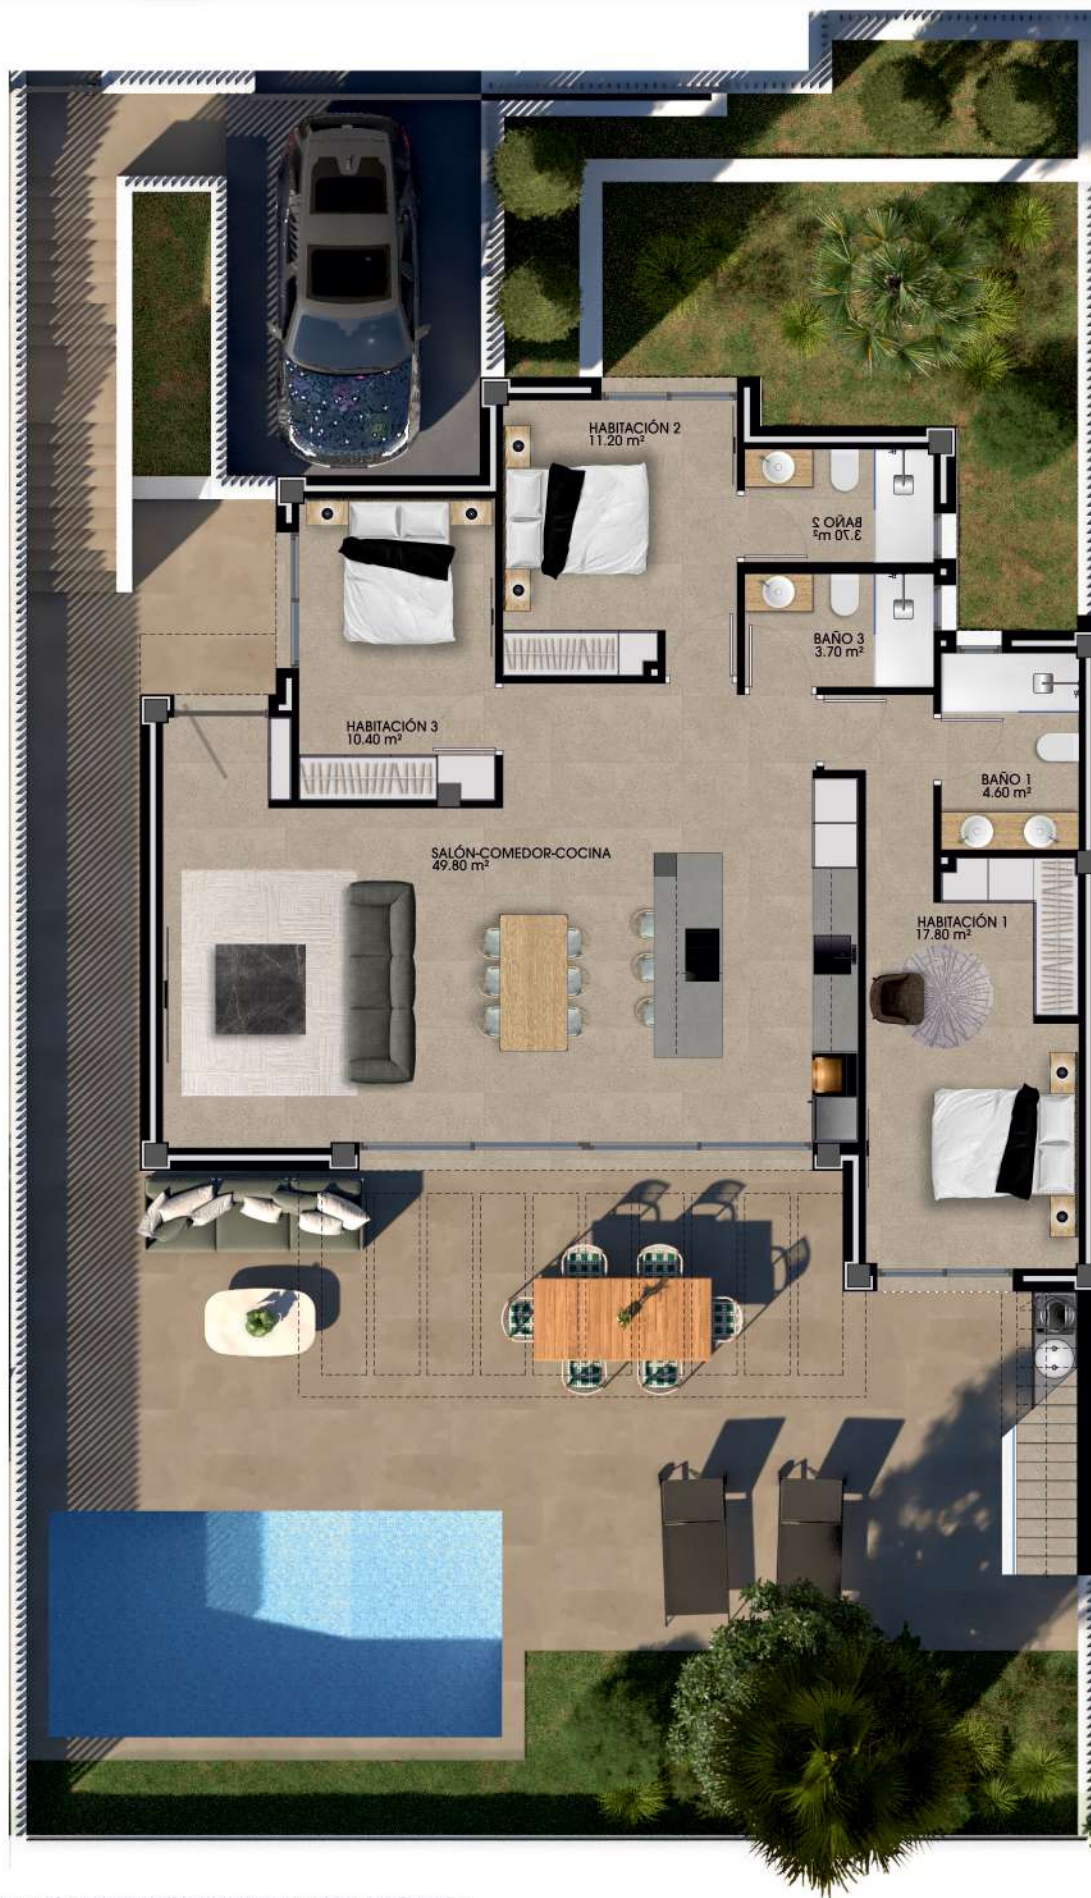 HABITACIÓN 2
11.20 m²
BAÑO 2
3.70 m²
BAÑO 3
3.70 m²
HABITACIÓN 3
10.40 m²
BAÑO 1
4.60 m²
SALÓN-COMEDOR-COCINA
49.80 m²
HABITACIÓN 1
17.80 m²